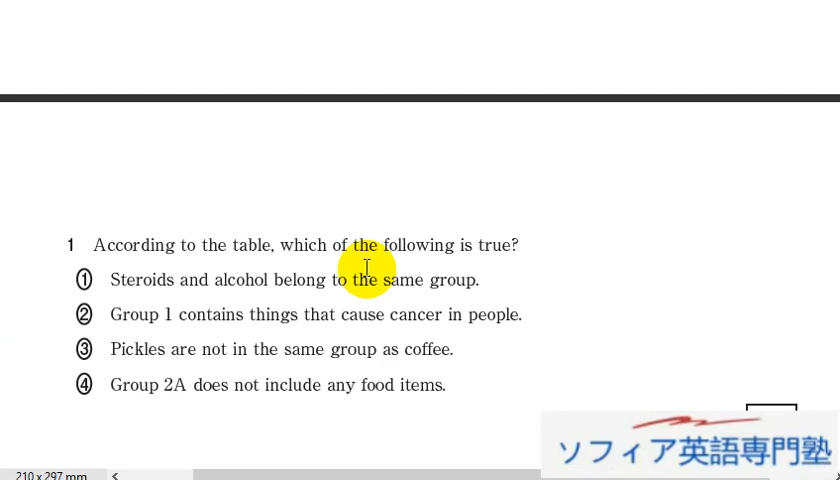 1 According to the table, which of the following is true?
① Steroids and alcohol belong to the same group.
② Group 1 contains things that cause cancer in people.
③ Pickles are not in the same group as coffee.
④ Group 2A does not include any food items.
ソフィア英語専門塾
210 x 297 mm